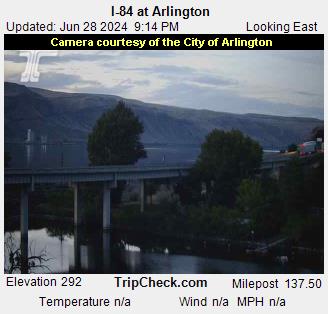 I-84 at Arlington
Updated: Jun 28 2024 9:14 PM Looking East
Camera courtesy of the City of Arlington
Elevation 292 TripCheck.com Milepost 137.50
Temperature n/a Wind n/a MPH n/a